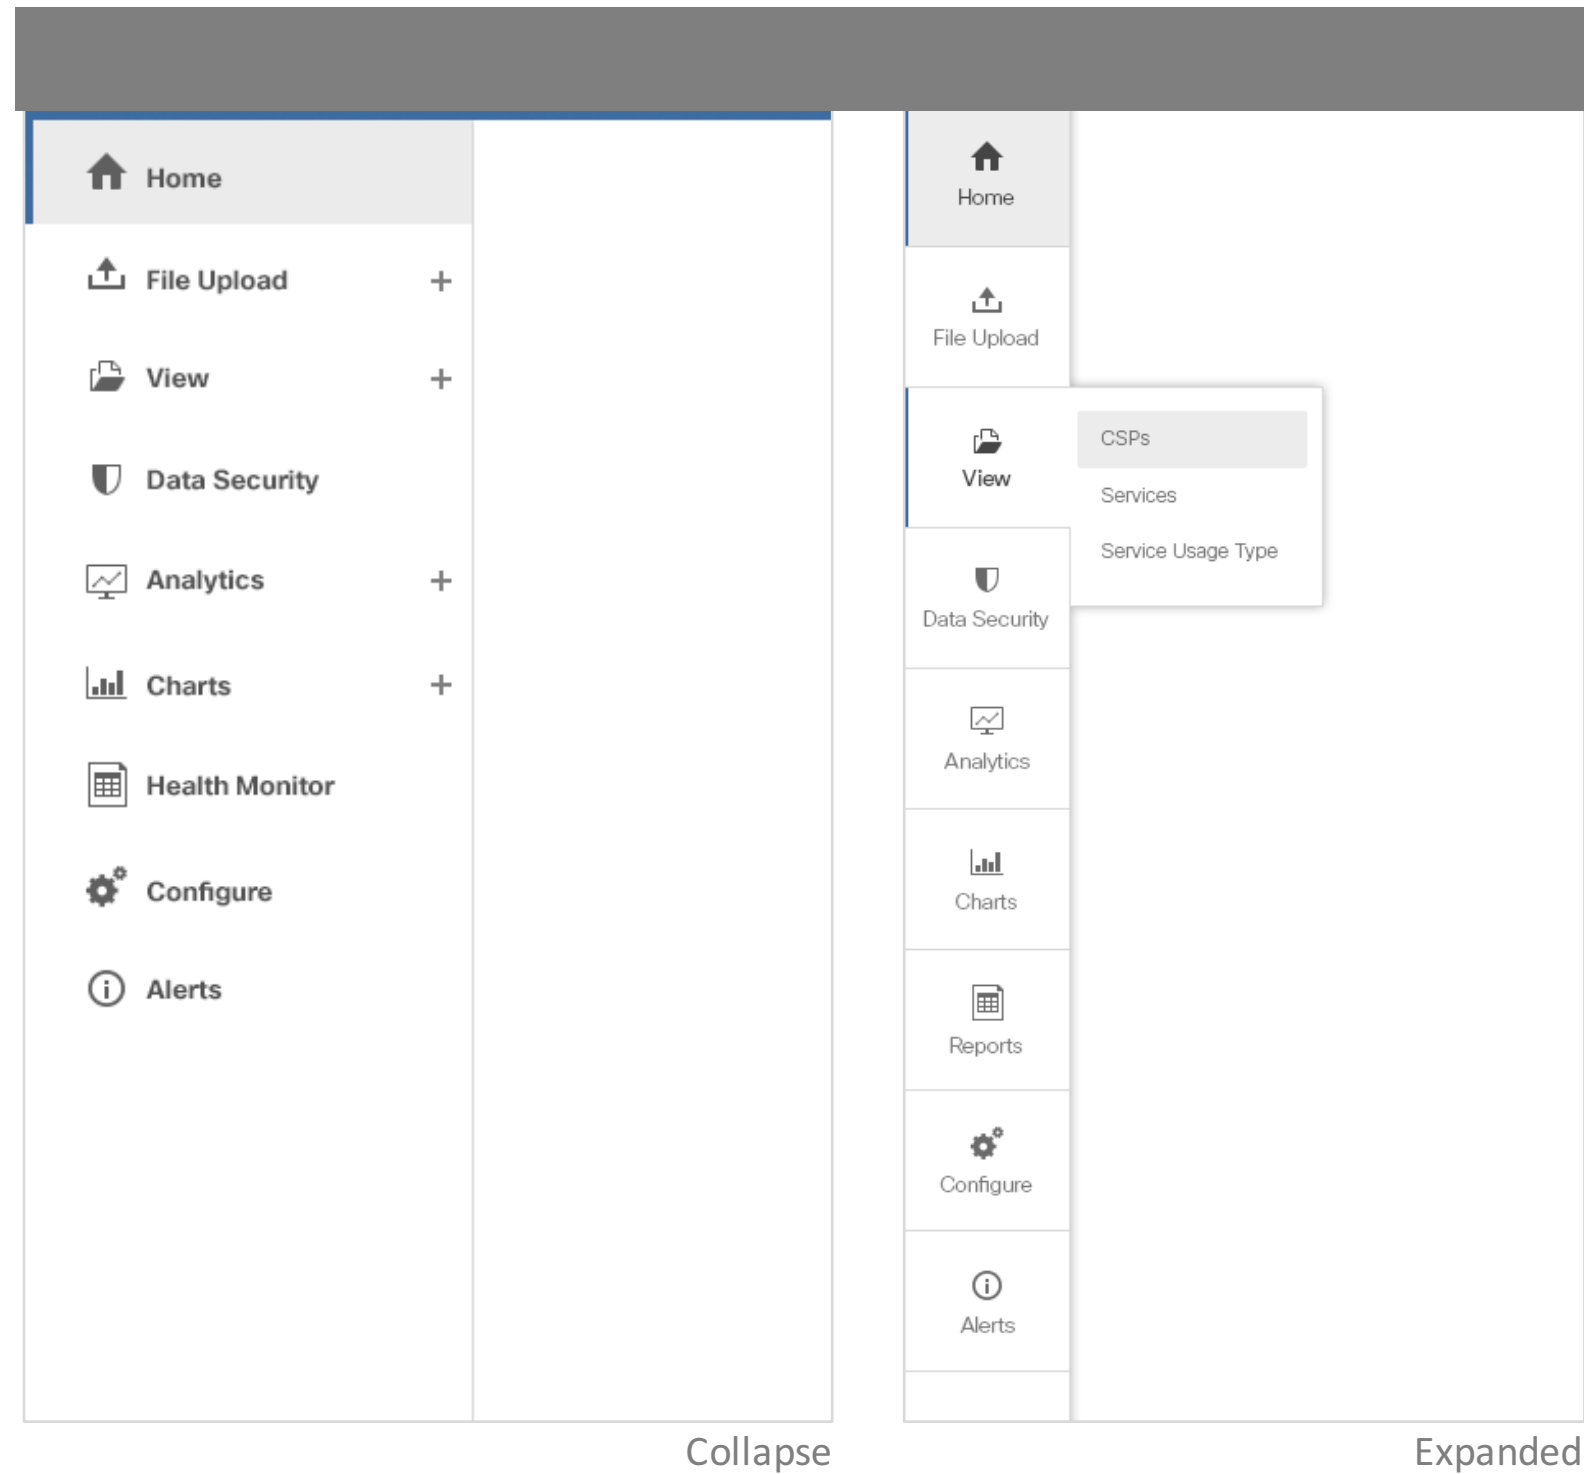 Home
File Upload
View
Data Security
Analytics
Charts
Health Monitor
Configure
Alerts
Collapse
Home
File Upload
View
CSPs
Services
Service Usage Type
Data Security
Analytics
Charts
Reports
Configure
Alerts
Expanded